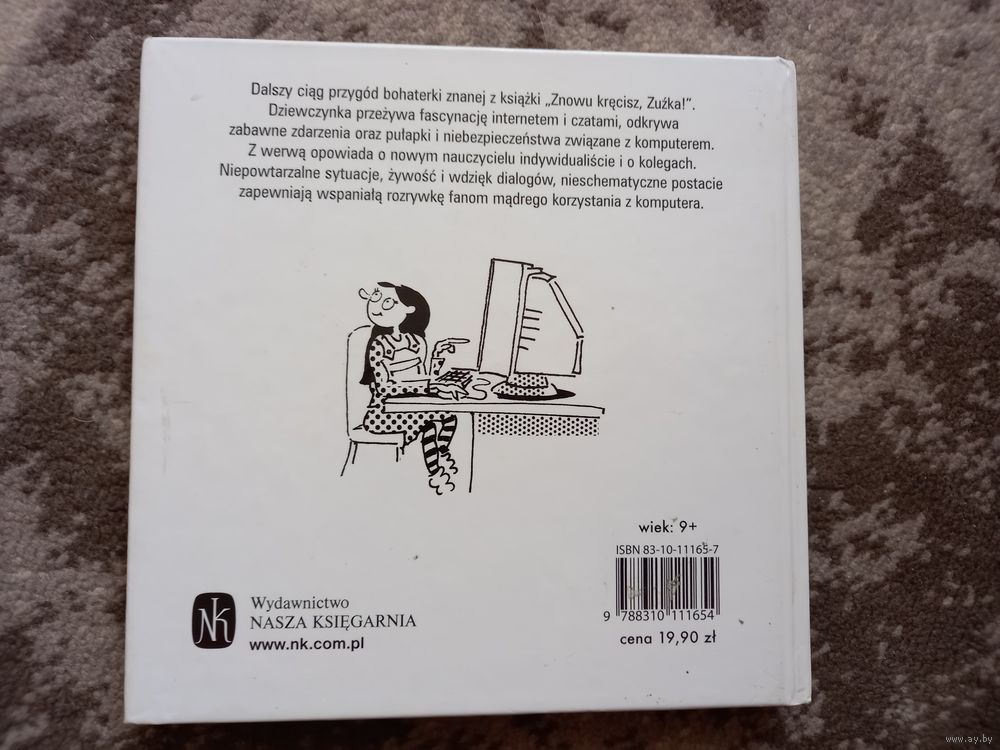 Dalszy ciąg przygód bohaterki znanej z książki „Znowu kręcisz, Zuźka!”.
Dziewczynka przeżywa fascynację internetem i czatami, odkrywa
zabawne zdarzenia oraz pułapki i niebezpieczeństwa związane z komputerem.
Z werwą opowiada o nowym nauczycielu indywidualiście i o kolegach.
Niepowtarzalne sytuacje, żywość i wdzięk dialogów, nieschematyczne postacie
zapewniają wspaniałą rozrywkę fanom mądrego korzystania z komputera.
wiek: 9+
ISBN 83-10-11165-7
9 788310 111654
cena 19,90 zł
NK
Wydawnictwo
NASZA KSIĘGARNIA
www.nk.com.pl
www.ay.by